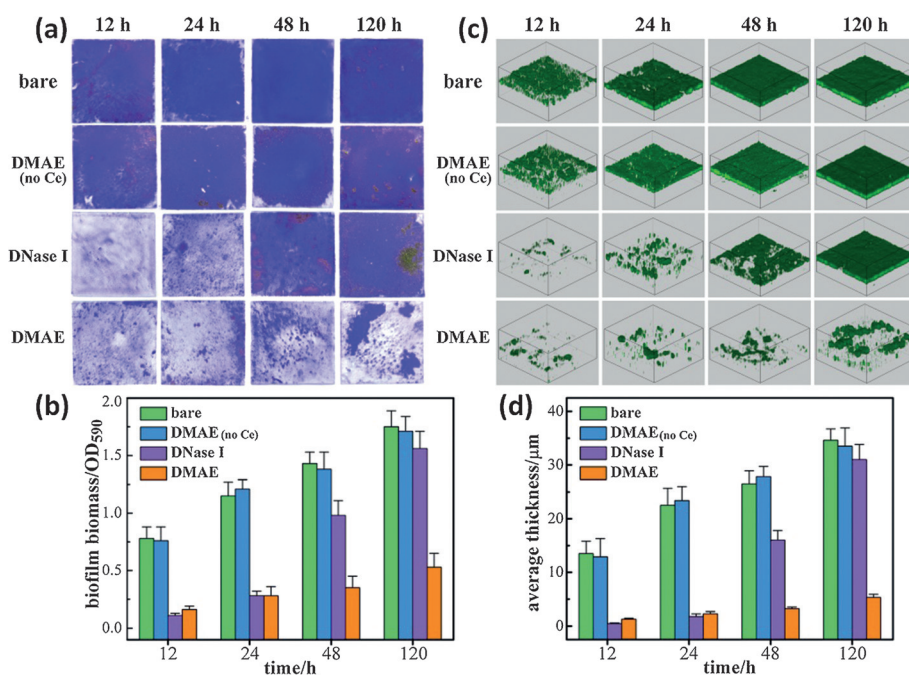 (a) 12 h 24 h 48 h 120 h
bare
DMAE
(no Ce)
DNase I
DMAE
(c) 12 h 24 h 48 h 120 h
bare
DMAE
(no Ce)
DNase I
DMAE
(b)
biofilm biomass/OD590
2.0
1.5
1.0
0.5
0.0
bare
DMAE (no Ce)
DNase I
DMAE
12 24 48 120
time/h
(d)
average thickness/μm
40
30
20
10
0
bare
DMAE(no Ce)
DNase I
DMAE
12 24 48 120
time/h